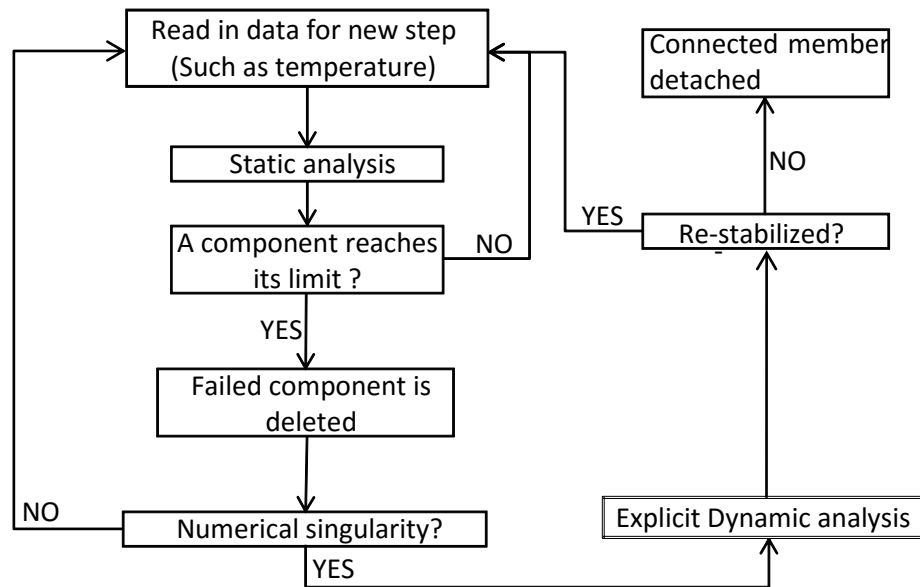 Read in data for new step
(Such as temperature)
Connected member
detached
Static analysis
NO
YES
A component reaches
its limit ?
NO
Re-stabilized?
YES
Failed component is
deleted
NO
Numerical singularity?
Explicit Dynamic analysis
YES